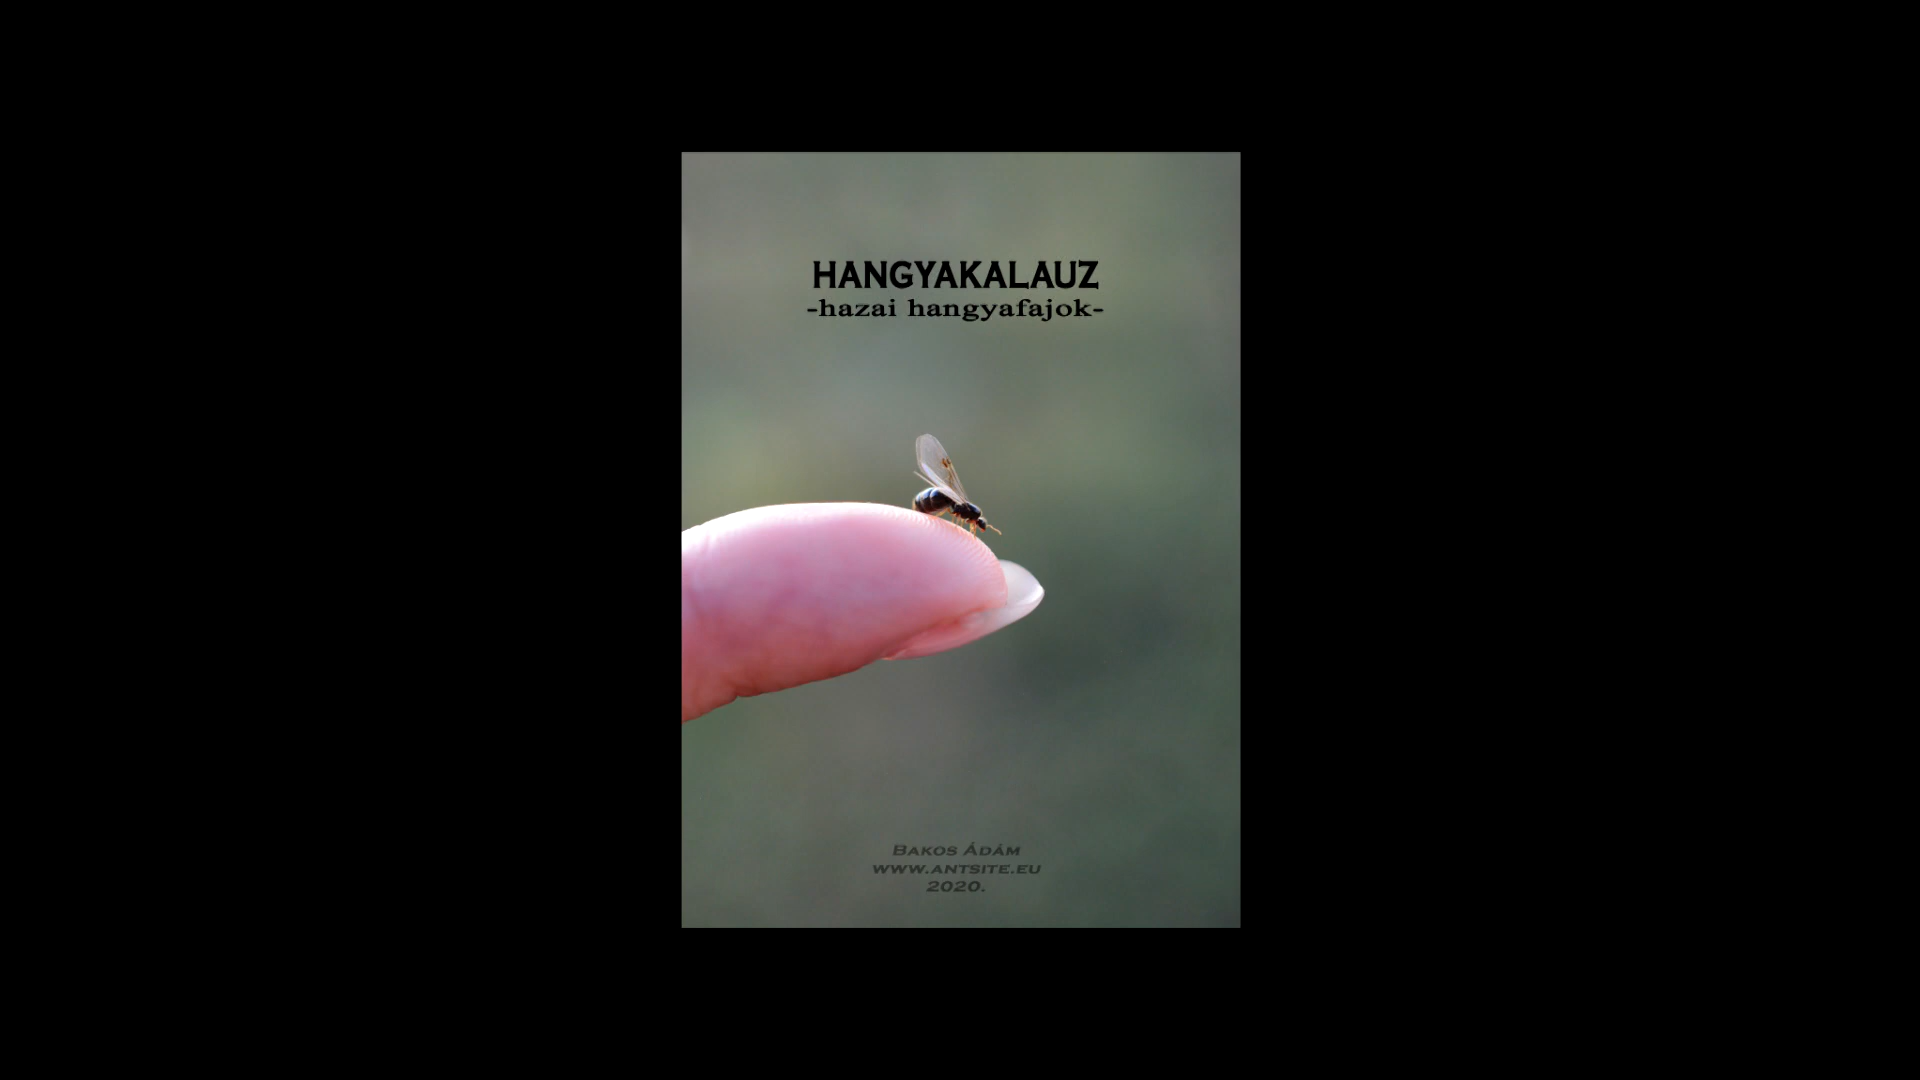 HANGYAKALAUZ
-hazai hangyafajok-
BAKOS ÁDÁM
WWW.ANTSITE.EU
2020.